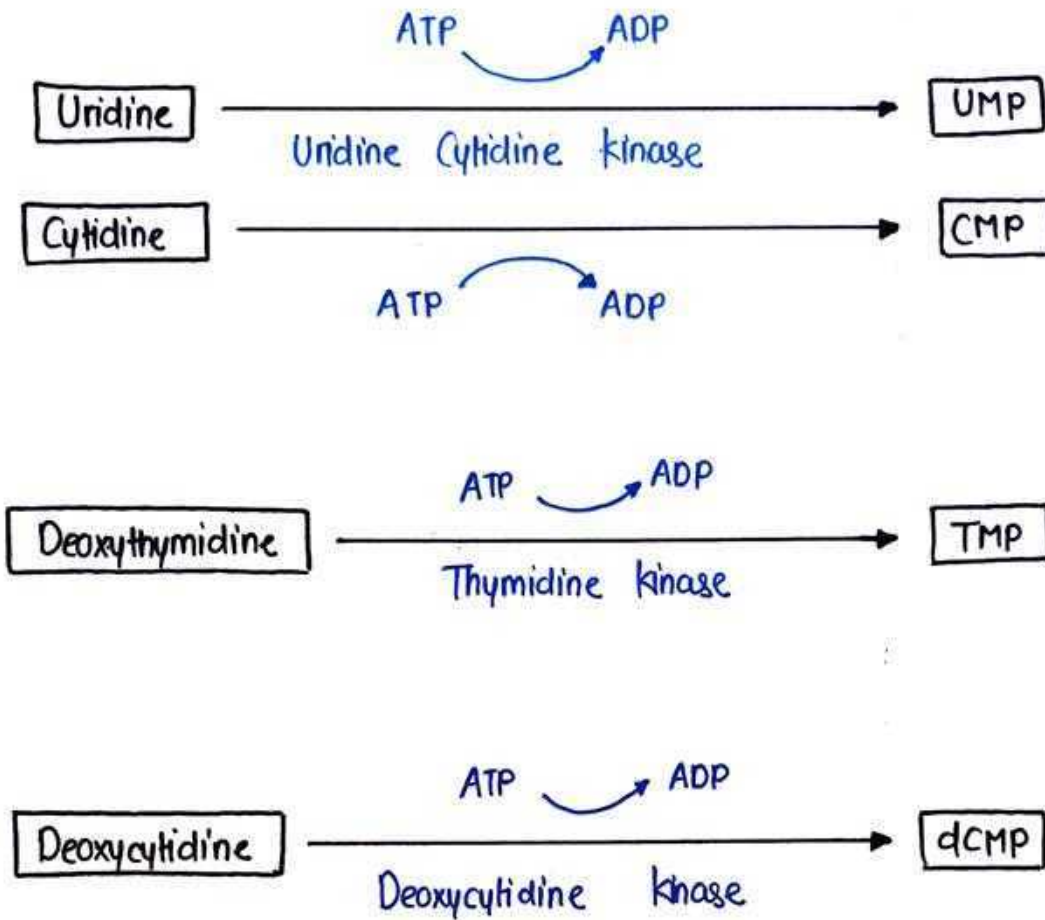 ATP ADP
Uridine UMP
Uridine Cytidine kinase
Cytidine CMP
ATP ADP
ATP ADP
Deoxythymidine TMP
Thymidine kinase
ATP ADP
Deoxycytidine dCMP
Deoxycytidine kinase